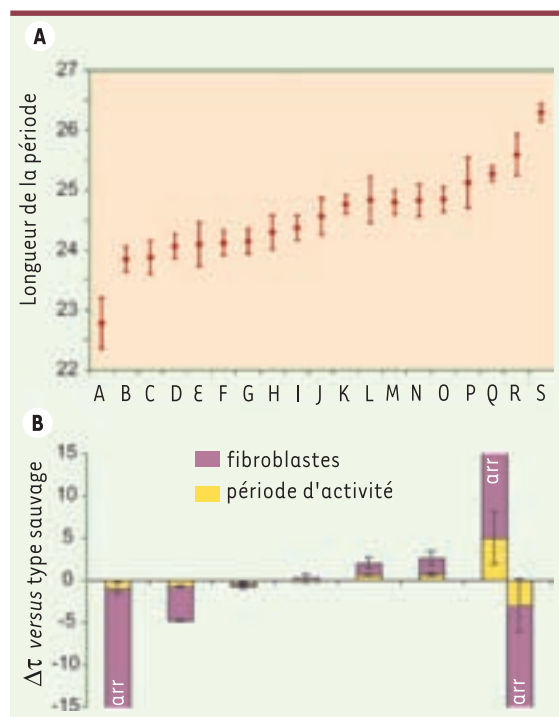 A
Longueur de la période
27
26
25
24
23
22
A B C D E F G H I J K L M N O P Q R S
B
Δτ versus type sauvage
15
10
5
0
-5
-10
-15
fibroblastes
période d'activité
arr
arr
arr